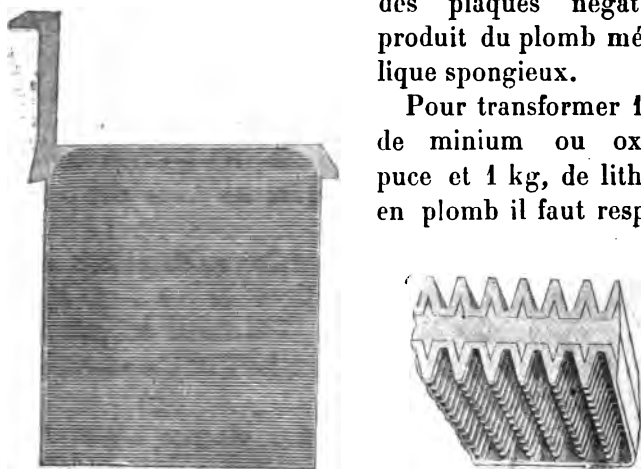 des plaques négat
produit du plomb mé
lique spongieux.
Pour transformer 1
de minium ou ox
puce et 1 kg, de lith
en plomb il faut resp